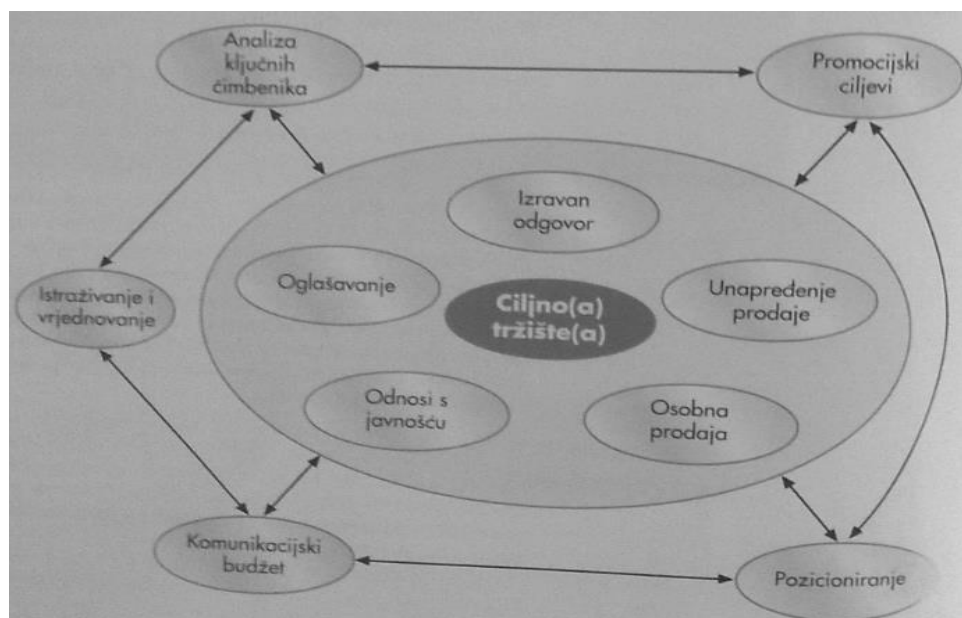 Analiza
ključnih
čimbenika
Promocijski
ciljevi
Izravan
odgovor
Oglašavanje
Unapređenje
prodaje
Ciljno(a)
tržište(a)
Istraživanje i
vrjednovanje
Odnosi s
javnošću
Osobna
prodaja
Komunikacijski
budžet
Pozicioniranje